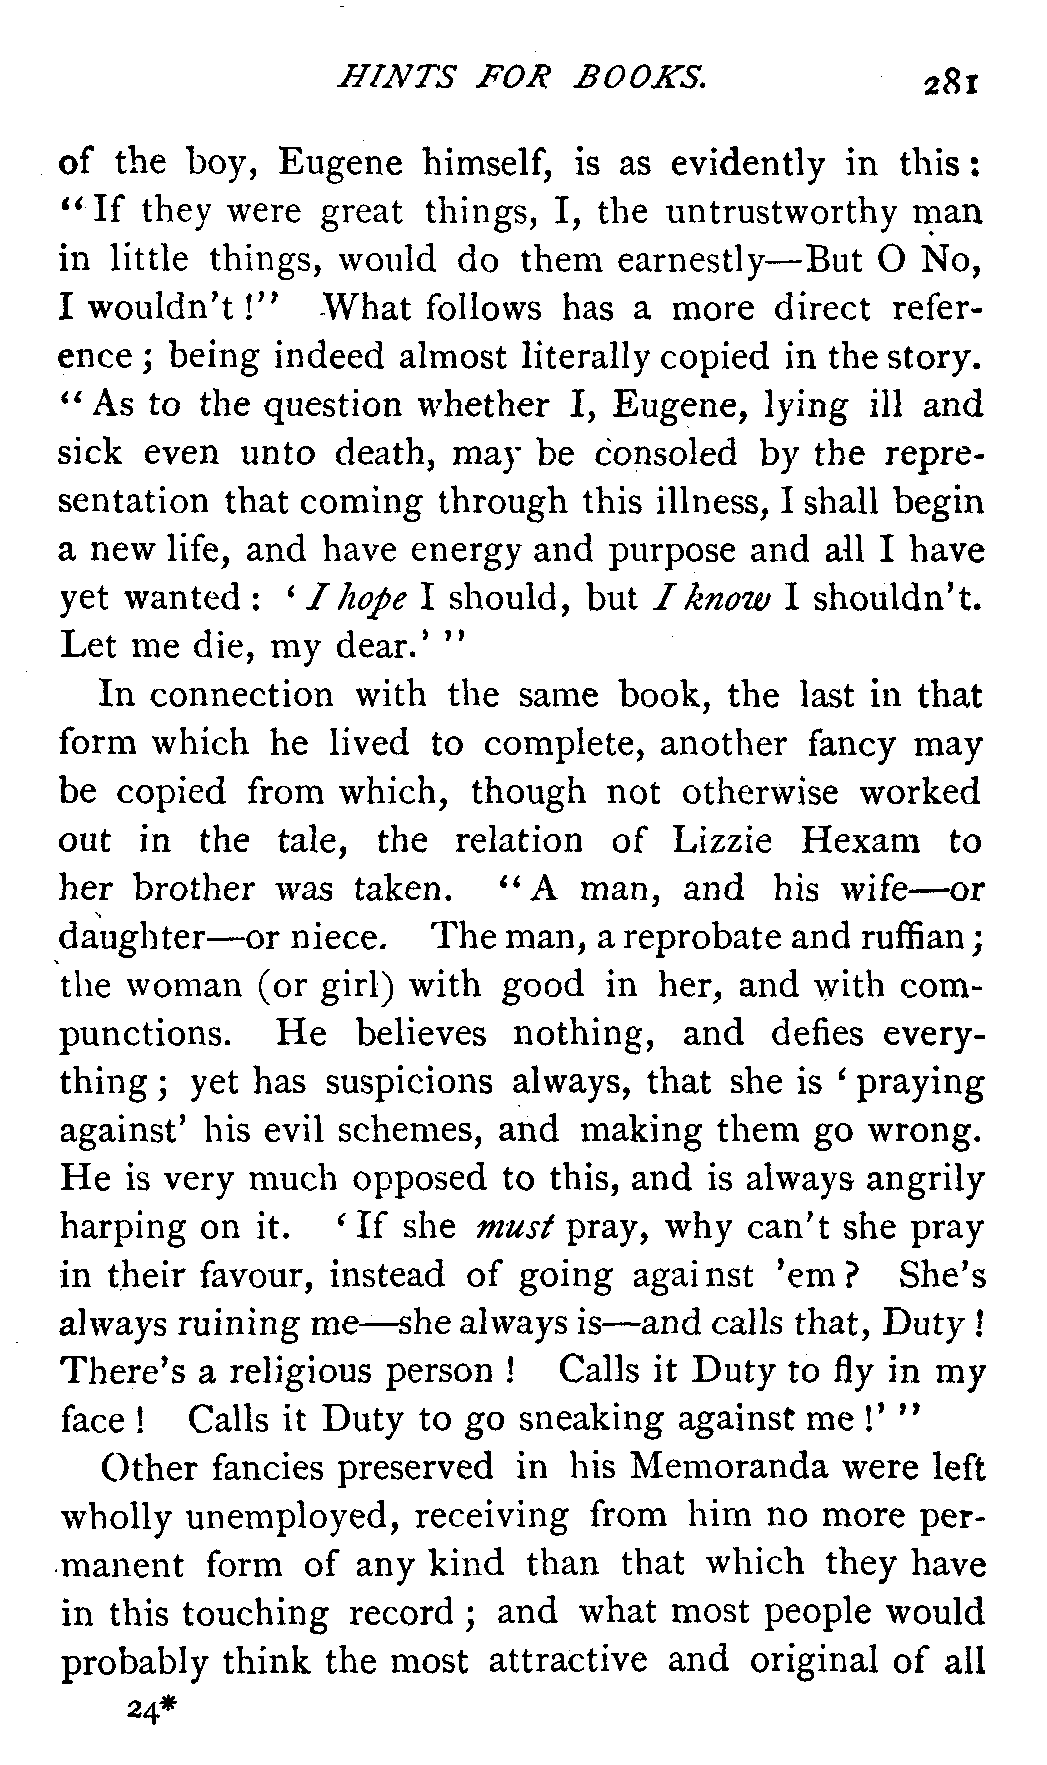 HINTS FOR BOOKS. 281
of the boy, Eugene himself, is as evidently in this:
"If they were great things, I, the untrustworthy man
in little things, would do them earnestly—But O No,
I wouldn't!" What follows has a more direct refer-
ence; being indeed almost literally copied in the story.
"As to the question whether I, Eugene, lying ill and
sick even unto death, may be consoled by the repre-
sentation that coming through this illness, I shall begin
a new life, and have energy and purpose and all I have
yet wanted: 'I hope I should, but I know I shouldn't.
Let me die, my dear.'"
In connection with the same book, the last in that
form which he lived to complete, another fancy may
be copied from which, though not otherwise worked
out in the tale, the relation of Lizzie Hexam to
her brother was taken. "A man, and his wife—or
daughter—or niece. The man, a reprobate and ruffian;
the woman (or girl) with good in her, and with com-
punctions. He believes nothing, and defies every-
thing; yet has suspicions always, that she is 'praying
against' his evil schemes, and making them go wrong.
He is very much opposed to this, and is always angrily
harping on it. 'If she must pray, why can't she pray
in their favour, instead of going against 'em? She's
always ruining me—she always is—and calls that, Duty!
There's a religious person! Calls it Duty to fly in my
face! Calls it Duty to go sneaking against me!'"
Other fancies preserved in his Memoranda were left
wholly unemployed, receiving from him no more per-
manent form of any kind than that which they have
in this touching record; and what most people would
probably think the most attractive and original of all
24*